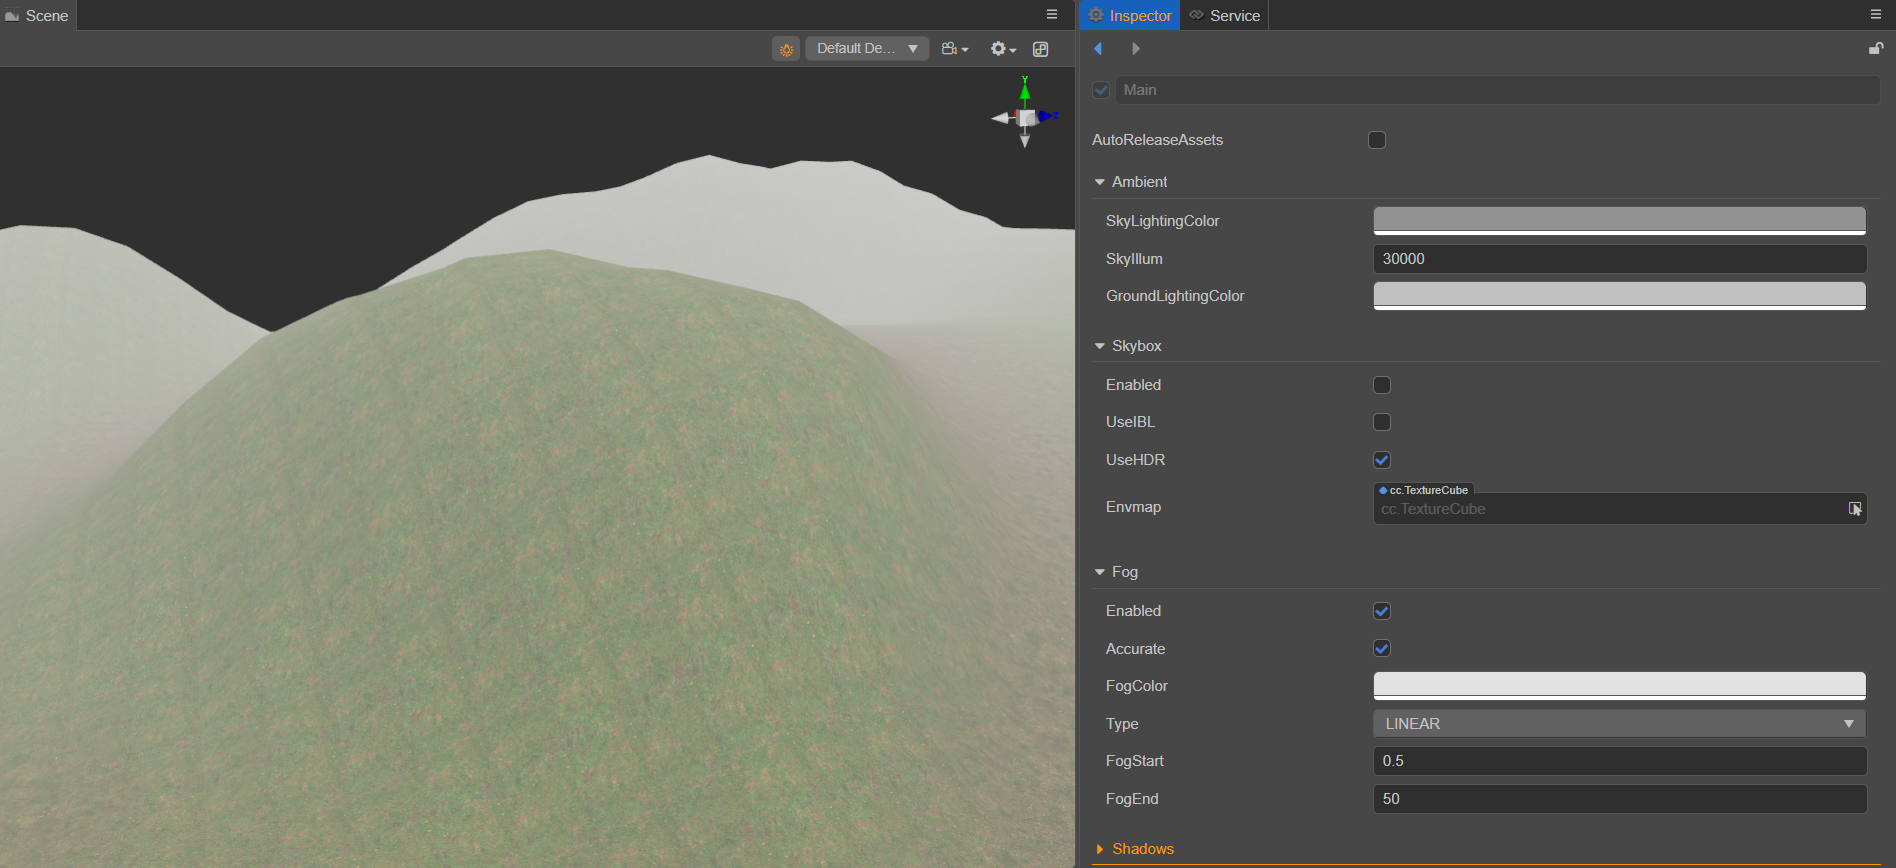 Scene
Inspector
Service
Default De...
Y
Z
Main
AutoReleaseAssets
Ambient
SkyLightingColor
SkyIllum
30000
GroundLightingColor
Skybox
Enabled
UseIBL
UseHDR
cc.TextureCube
Envmap
cc.TextureCube
Fog
Enabled
Accurate
FogColor
Type
LINEAR
FogStart
0.5
FogEnd
50
Shadows